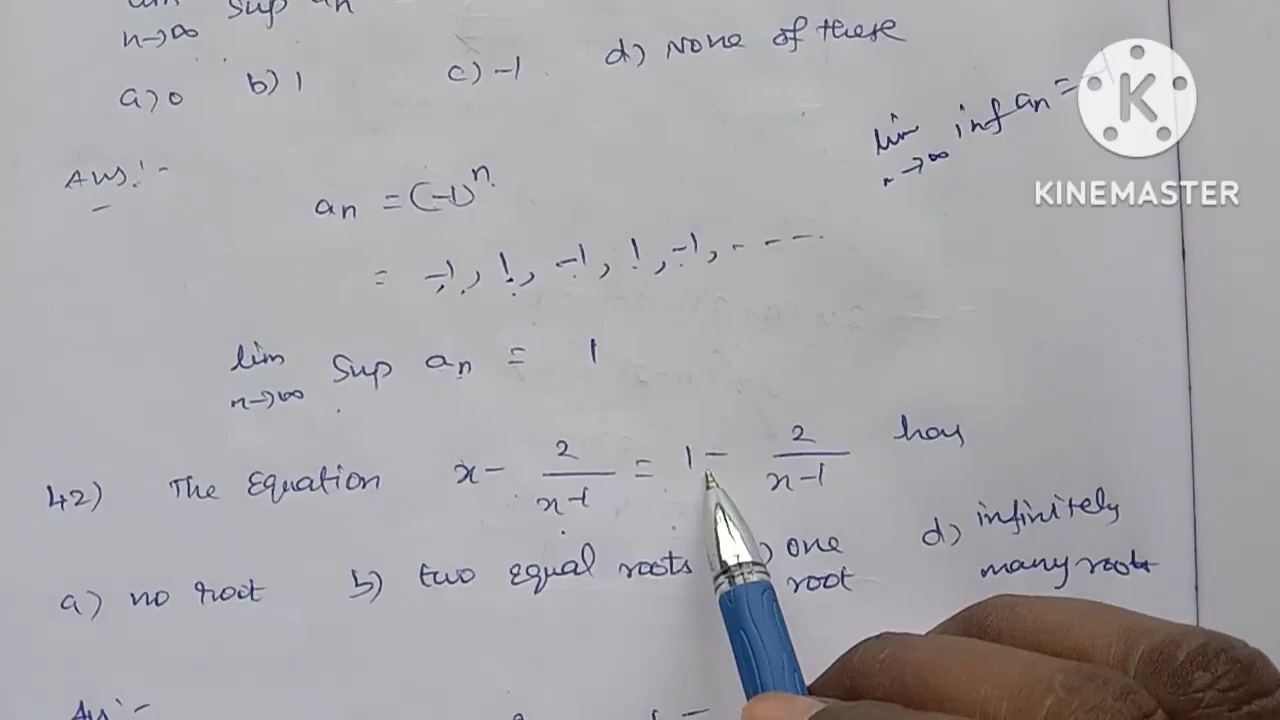 lim sup an
n→∞
a) 0 b) 1 c) -1 d) None of these
lim inf an =
n→∞
K
KINEMASTER
Ans:-
an = (-1)^n
= -1, 1, -1, 1, -1, - - -
lim sup an = 1
n→∞
42) The Equation x - 2/(x-1) = 1 - 2/(x-1) has
a) no root b) two equal roots ) one root d) infinitely many roots
An:-